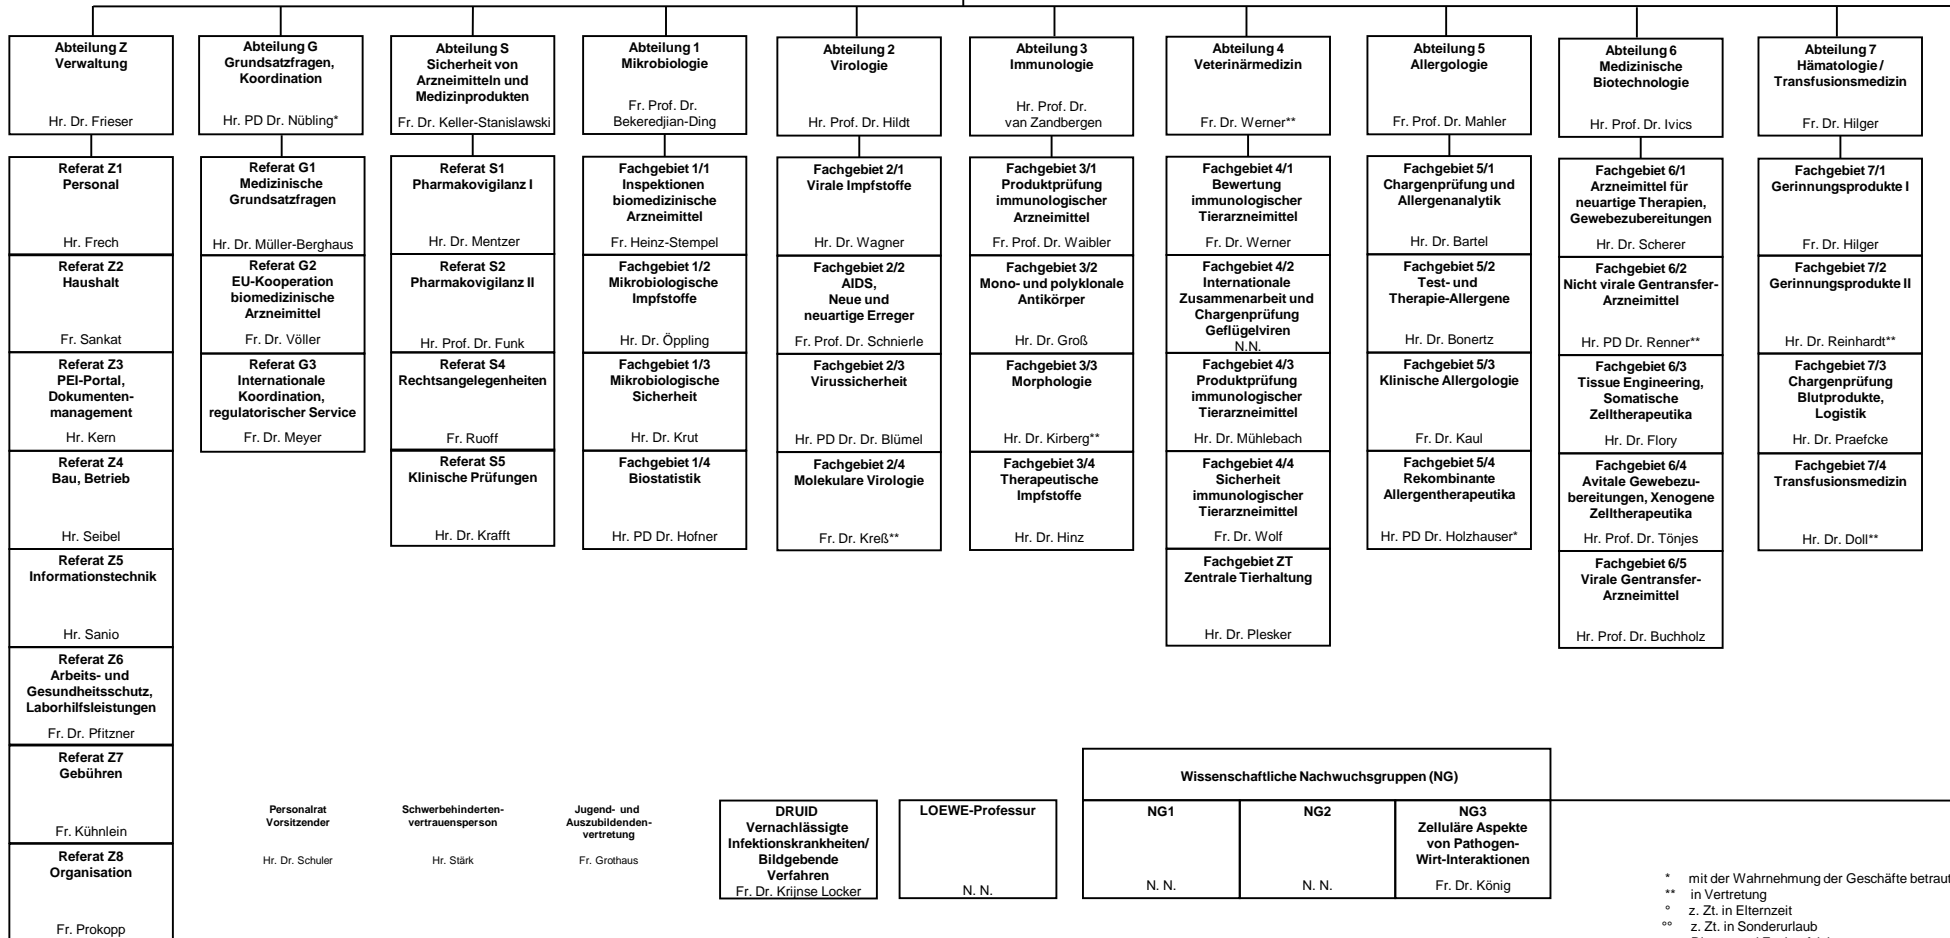 Abteilung Z
Verwaltung
Hr. Dr. Frieser
Referat Z1
Personal
Hr. Frech
Referat Z2
Haushalt
Fr. Sankat
Referat Z3
PEI-Portal,
Dokumenten-
management
Hr. Kern
Referat Z4
Bau, Betrieb
Hr. Seibel
Referat Z5
Informationstechnik
Hr. Sanio
Referat Z6
Arbeits- und
Gesundheitsschutz,
Laborhilfsleistungen
Fr. Dr. Pfitzner
Referat Z7
Gebühren
Fr. Kühnlein
Referat Z8
Organisation
Fr. Prokopp
Abteilung G
Grundsatzfragen,
Koordination
Hr. PD Dr. Nübling*
Referat G1
Medizinische
Grundsatzfragen
Hr. Dr. Müller-Berghaus
Referat G2
EU-Kooperation
biomedizinische
Arzneimittel
Fr. Dr. Völler
Referat G3
Internationale
Koordination,
regulatorischer Service
Fr. Dr. Meyer
Abteilung S
Sicherheit von
Arzneimitteln und
Medizinprodukten
Fr. Dr. Keller-Stanislawski
Referat S1
Pharmakovigilanz I
Hr. Dr. Mentzer
Referat S2
Pharmakovigilanz II
Hr. Prof. Dr. Funk
Referat S4
Rechtsangelegenheiten
Fr. Ruoff
Referat S5
Klinische Prüfungen
Hr. Dr. Krafft
Abteilung 1
Mikrobiologie
Fr. Prof. Dr.
Bekeredjian-Ding
Fachgebiet 1/1
Inspektionen
biomedizinische
Arzneimittel
Fr. Heinz-Stempel
Fachgebiet 1/2
Mikrobiologische
Impfstoffe
Hr. Dr. Öppling
Fachgebiet 1/3
Mikrobiologische
Sicherheit
Hr. Dr. Krut
Fachgebiet 1/4
Biostatistik
Hr. PD Dr. Hofner
Abteilung 2
Virologie
Hr. Prof. Dr. Hildt
Fachgebiet 2/1
Virale Impfstoffe
Hr. Dr. Wagner
Fachgebiet 2/2
AIDS,
Neue und
neuartige Erreger
Fr. Prof. Dr. Schnierle
Fachgebiet 2/3
Virussicherheit
Hr. PD Dr. Dr. Blümel
Fachgebiet 2/4
Molekulare Virologie
Fr. Dr. Kreß**
Abteilung 3
Immunologie
Hr. Prof. Dr.
van Zandbergen
Fachgebiet 3/1
Produktprüfung
immunologischer
Arzneimittel
Fr. Prof. Dr. Waibler
Fachgebiet 3/2
Mono- und polyklonale
Antikörper
Hr. Dr. Groß
Fachgebiet 3/3
Morphologie
Hr. Dr. Kirberg**
Fachgebiet 3/4
Therapeutische
Impfstoffe
Hr. Dr. Hinz
Abteilung 4
Veterinärmedizin
Fr. Dr. Werner**
Fachgebiet 4/1
Bewertung
immunologischer
Tierarzneimittel
Fr. Dr. Werner
Fachgebiet 4/2
Internationale
Zusammenarbeit und
Chargenprüfung
Geflügelviren
N.N.
Fachgebiet 4/3
Produktprüfung
immunologischer
Tierarzneimittel
Hr. Dr. Mühlebach
Fachgebiet 4/4
Sicherheit
immunologischer
Tierarzneimittel
Fr. Dr. Wolf
Fachgebiet ZT
Zentrale Tierhaltung
Hr. Dr. Plesker
Abteilung 5
Allergologie
Fr. Prof. Dr. Mahler
Fachgebiet 5/1
Chargenprüfung und
Allergenanalytik
Hr. Dr. Bartel
Fachgebiet 5/2
Test- und
Therapie-Allergene
Hr. Dr. Bonertz
Fachgebiet 5/3
Klinische Allergologie
Fr. Dr. Kaul
Fachgebiet 5/4
Rekombinante
Allergentherapeutika
Hr. PD Dr. Holzhauser*
Abteilung 6
Medizinische
Biotechnologie
Hr. Prof. Dr. Ivics
Fachgebiet 6/1
Arzneimittel für
neuartige Therapien,
Gewebezubereitungen
Hr. Dr. Scherer
Fachgebiet 6/2
Nicht virale Gentransfer-
Arzneimittel
Hr. PD Dr. Renner**
Fachgebiet 6/3
Tissue Engineering,
Somatische
Zelltherapeutika
Hr. Dr. Flory
Fachgebiet 6/4
Avitale Gewebezu-
bereitungen, Xenogene
Zelltherapeutika
Hr. Prof. Dr. Tönjes
Fachgebiet 6/5
Virale Gentransfer-
Arzneimittel
Hr. Prof. Dr. Buchholz
Abteilung 7
Hämatologie /
Transfusionsmedizin
Fr. Dr. Hilger
Fachgebiet 7/1
Gerinnungsprodukte I
Fr. Dr. Hilger
Fachgebiet 7/2
Gerinnungsprodukte II
Hr. Dr. Reinhardt**
Fachgebiet 7/3
Chargenprüfung
Blutprodukte,
Logistik
Hr. Dr. Praefcke
Fachgebiet 7/4
Transfusionsmedizin
Hr. Dr. Doll**
Personalrat
Vorsitzender
Hr. Dr. Schuler
Schwerbehinderten-
vertrauensperson
Hr. Stärk
Jugend- und
Auszubildenden-
vertretung
Fr. Grothaus
DRUID
Vernachlässigte
Infektionskrankheiten/
Bildgebende
Verfahren
Fr. Dr. Krijnse Locker
LOEWE-Professur
N. N.
Wissenschaftliche Nachwuchsgruppen (NG)
NG1
N. N.
NG2
N. N.
NG3
Zelluläre Aspekte
von Pathogen-
Wirt-Interaktionen
Fr. Dr. König
* mit der Wahrnehmung der Geschäfte betraut
** in Vertretung
° z. Zt. in Elternzeit
°° z. Zt. in Sonderurlaub